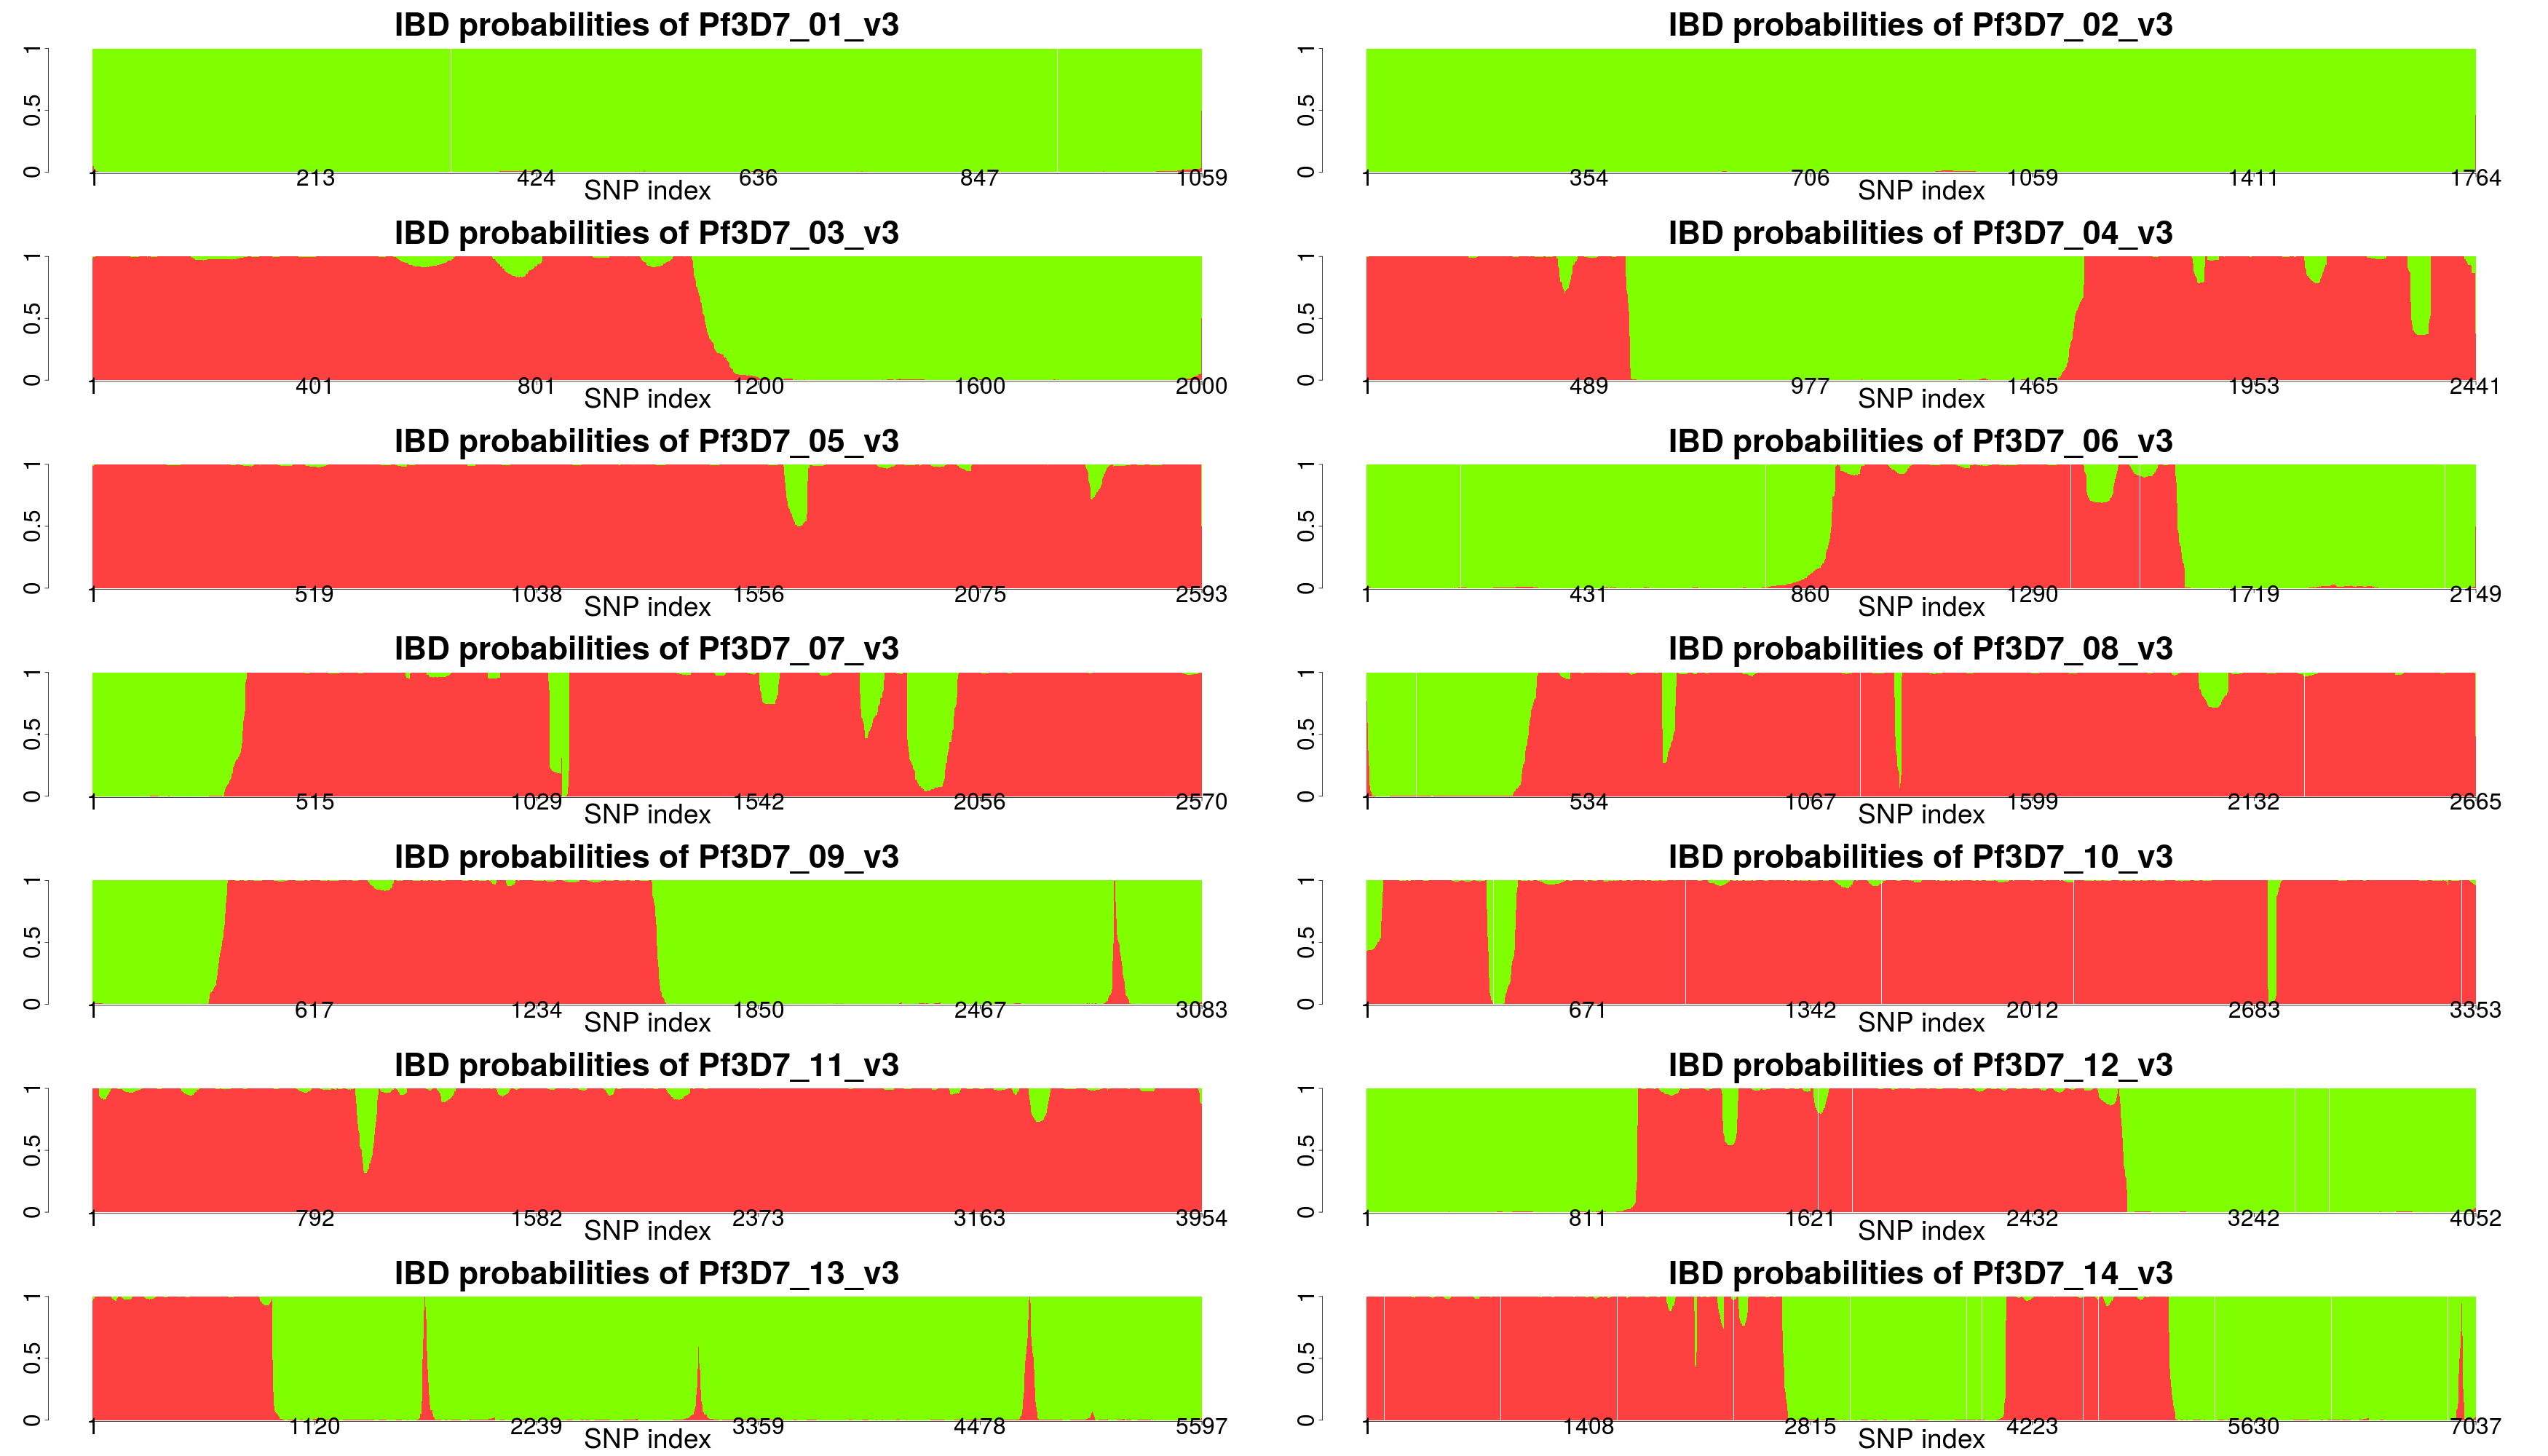 IBD probabilities of Pf3D7_01_v3
1
0.5
0
1 213 424 636 847 1059
SNP index
IBD probabilities of Pf3D7_02_v3
1
0.5
0
1 354 706 1059 1411 1764
SNP index
IBD probabilities of Pf3D7_03_v3
1
0.5
0
1 401 801 1200 1600 2000
SNP index
IBD probabilities of Pf3D7_04_v3
1
0.5
0
1 489 977 1465 1953 2441
SNP index
IBD probabilities of Pf3D7_05_v3
1
0.5
0
1 519 1038 1556 2075 2593
SNP index
IBD probabilities of Pf3D7_06_v3
1
0.5
0
1 431 860 1290 1719 2149
SNP index
IBD probabilities of Pf3D7_07_v3
1
0.5
0
1 515 1029 1542 2056 2570
SNP index
IBD probabilities of Pf3D7_08_v3
1
0.5
0
1 534 1067 1599 2132 2665
SNP index
IBD probabilities of Pf3D7_09_v3
1
0.5
0
1 617 1234 1850 2467 3083
SNP index
IBD probabilities of Pf3D7_10_v3
1
0.5
0
1 671 1342 2012 2683 3353
SNP index
IBD probabilities of Pf3D7_11_v3
1
0.5
0
1 792 1582 2373 3163 3954
SNP index
IBD probabilities of Pf3D7_12_v3
1
0.5
0
1 811 1621 2432 3242 4052
SNP index
IBD probabilities of Pf3D7_13_v3
1
0.5
0
1 1120 2239 3359 4478 5597
SNP index
IBD probabilities of Pf3D7_14_v3
1
0.5
0
1 1408 2815 4223 5630 7037
SNP index